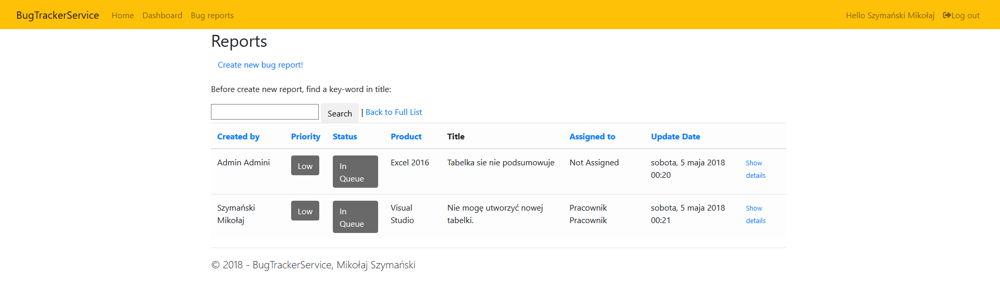 BugTrackerService Home Dashboard Bug reports Hello Szymański Mikołaj Log out
Reports
Create new bug report!
Before create new report, find a key-word in title:
Search | Back to Full List
Created by Priority Status Product Title Assigned to Update Date
Admin Admini Low In Queue Excel 2016 Tabelka sie nie podsumowuje Not Assigned sobota, 5 maja 2018 00:20 Show details
Szymański Mikołaj Low In Queue Visual Studio Nie mogę utworzyć nowej tabelki. Pracownik Pracownik sobota, 5 maja 2018 00:21 Show details
© 2018 - BugTrackerService, Mikołaj Szymański